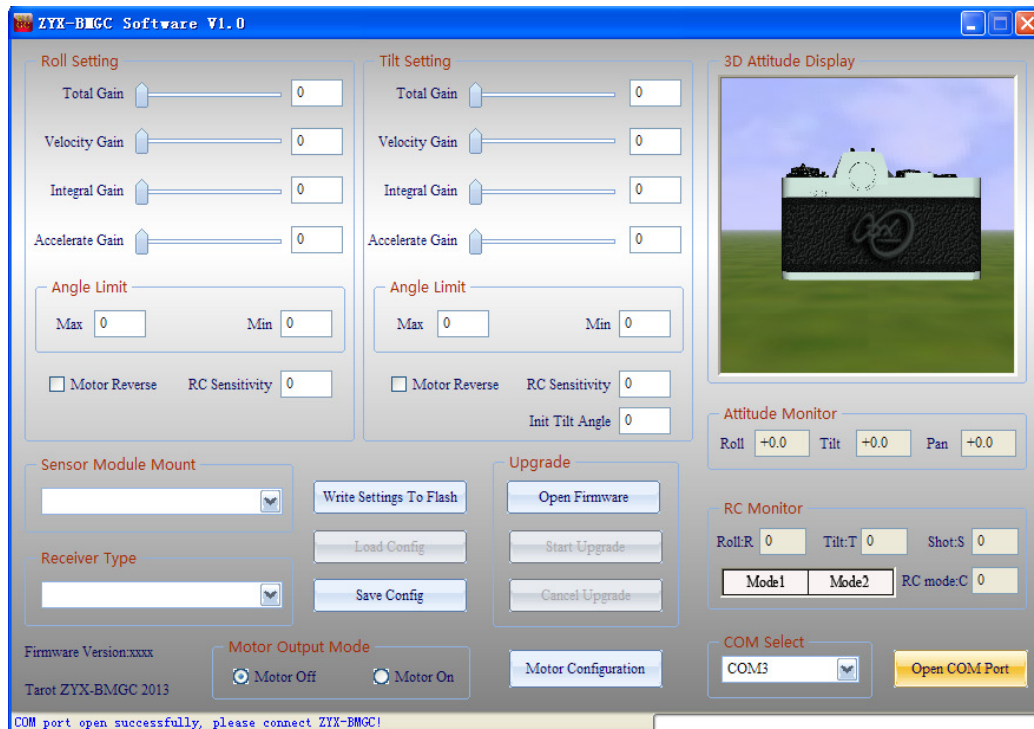 ZYX-BMGC Software V1.0
Roll Setting
Total Gain 0
Velocity Gain 0
Integral Gain 0
Accelerate Gain 0
Angle Limit
Max 0 Min 0
Motor Reverse RC Sensitivity 0
Tilt Setting
Total Gain 0
Velocity Gain 0
Integral Gain 0
Accelerate Gain 0
Angle Limit
Max 0 Min 0
Motor Reverse RC Sensitivity 0
Init Tilt Angle 0
3D Attitude Display
Attitude Monitor
Roll +0.0 Tilt +0.0 Pan +0.0
Sensor Module Mount
Receiver Type
Write Settings To Flash
Load Config
Save Config
Upgrade
Open Firmware
Start Upgrade
Cancel Upgrade
RC Monitor
Roll:R 0 Tilt:T 0 Shot:S 0
Mode1 Mode2 RC mode:C 0
Firmware Version:xxxx
Tarot ZYX-BMGC 2013
Motor Output Mode
Motor Off Motor On
Motor Configuration
COM Select
COM3
Open COM Port
COM port open successfully, please connect ZYX-BMGC!